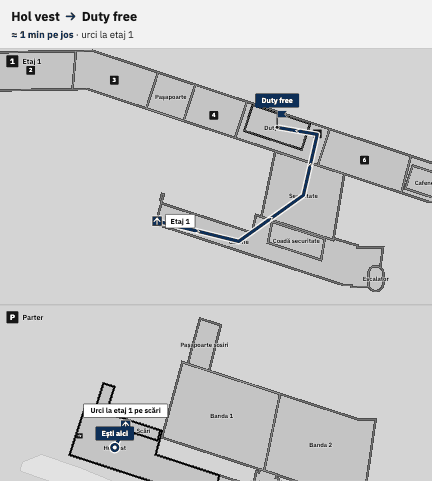 Hol vest → Duty free
≈ 1 min pe jos · urci la etaj 1
1 Etaj 1
2
3
Pașapoarte
4
Duty free
6
Securitate
Etaj 1
Coadă securitate
Escalator
P Parter
Pașapoarte sosiri
Urci la etaj 1 pe scări
Banda 1
Scări
Ești aici
Banda 2